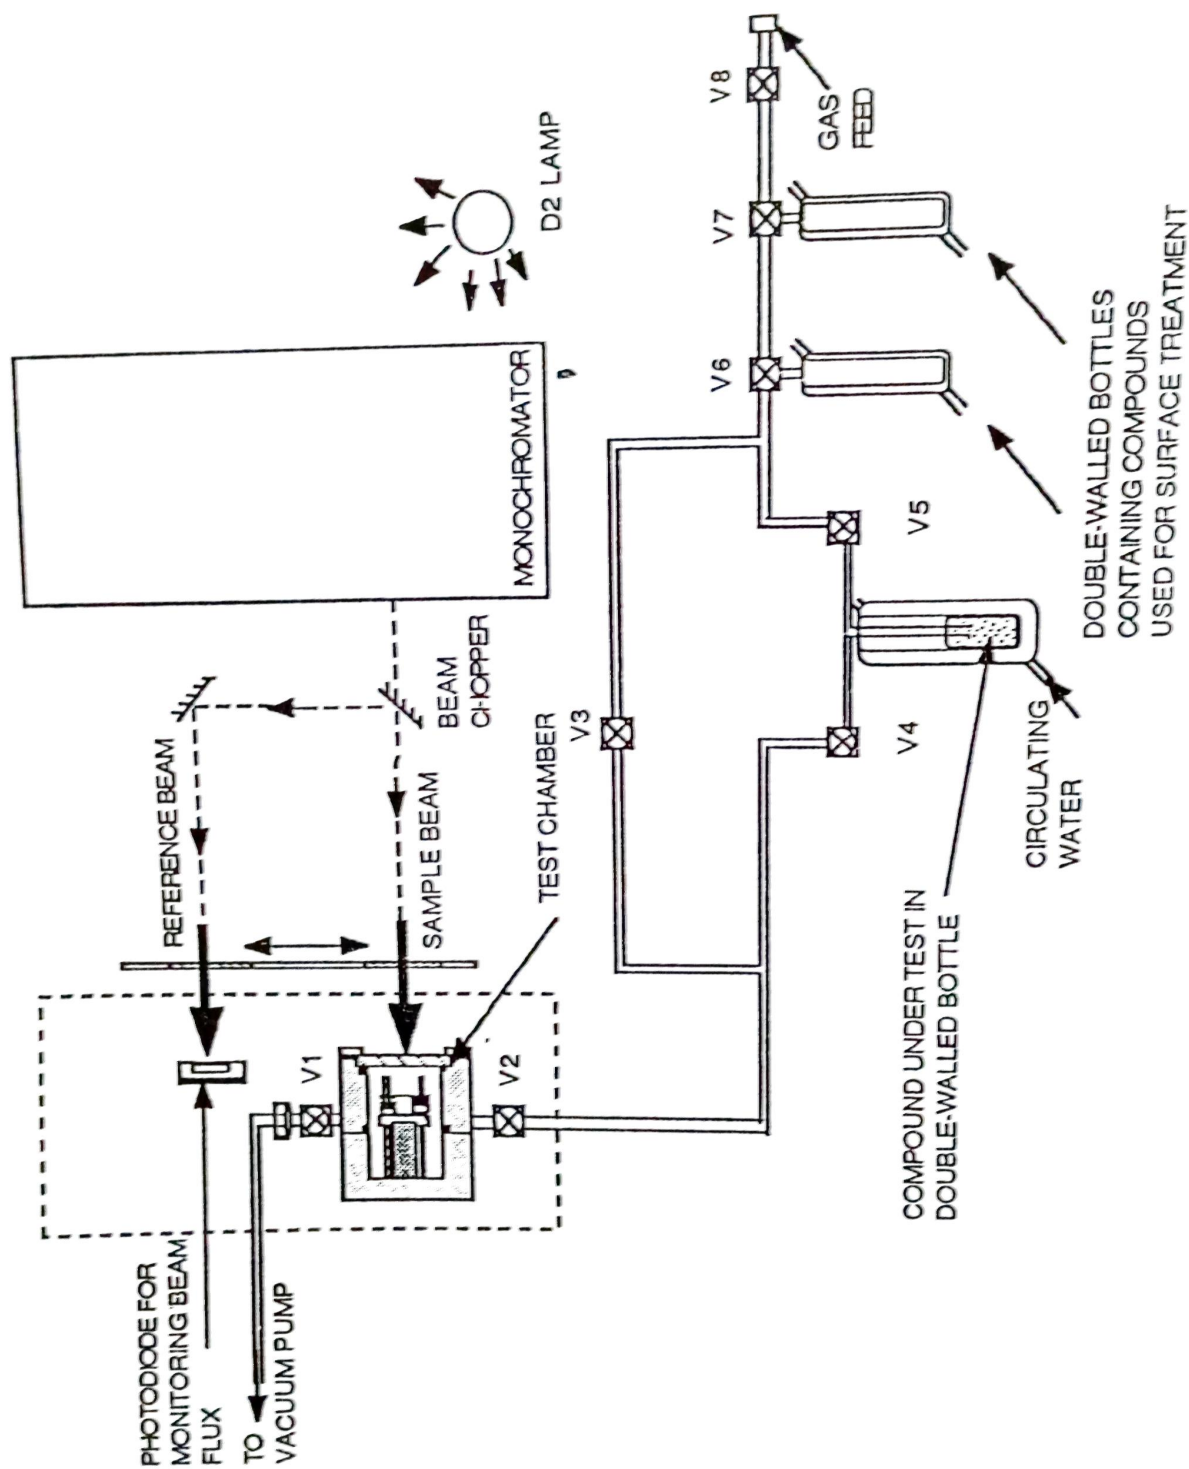 PHOTODIODE FOR
MONITORING BEAM
FLUX
TO
VACUUM PUMP
REFERENCE BEAM
SAMPLE BEAM
BEAM
CHOPPER
MONOCHROMATOR
D2 LAMP
TEST CHAMBER
V1
V2
V3
V4
V5
V6
V7
V8
GAS
FEED
COMPOUND UNDER TEST IN
DOUBLE-WALLED BOTTLE
CIRCULATING
WATER
DOUBLE-WALLED BOTTLES
CONTAINING COMPOUNDS
USED FOR SURFACE TREATMENT